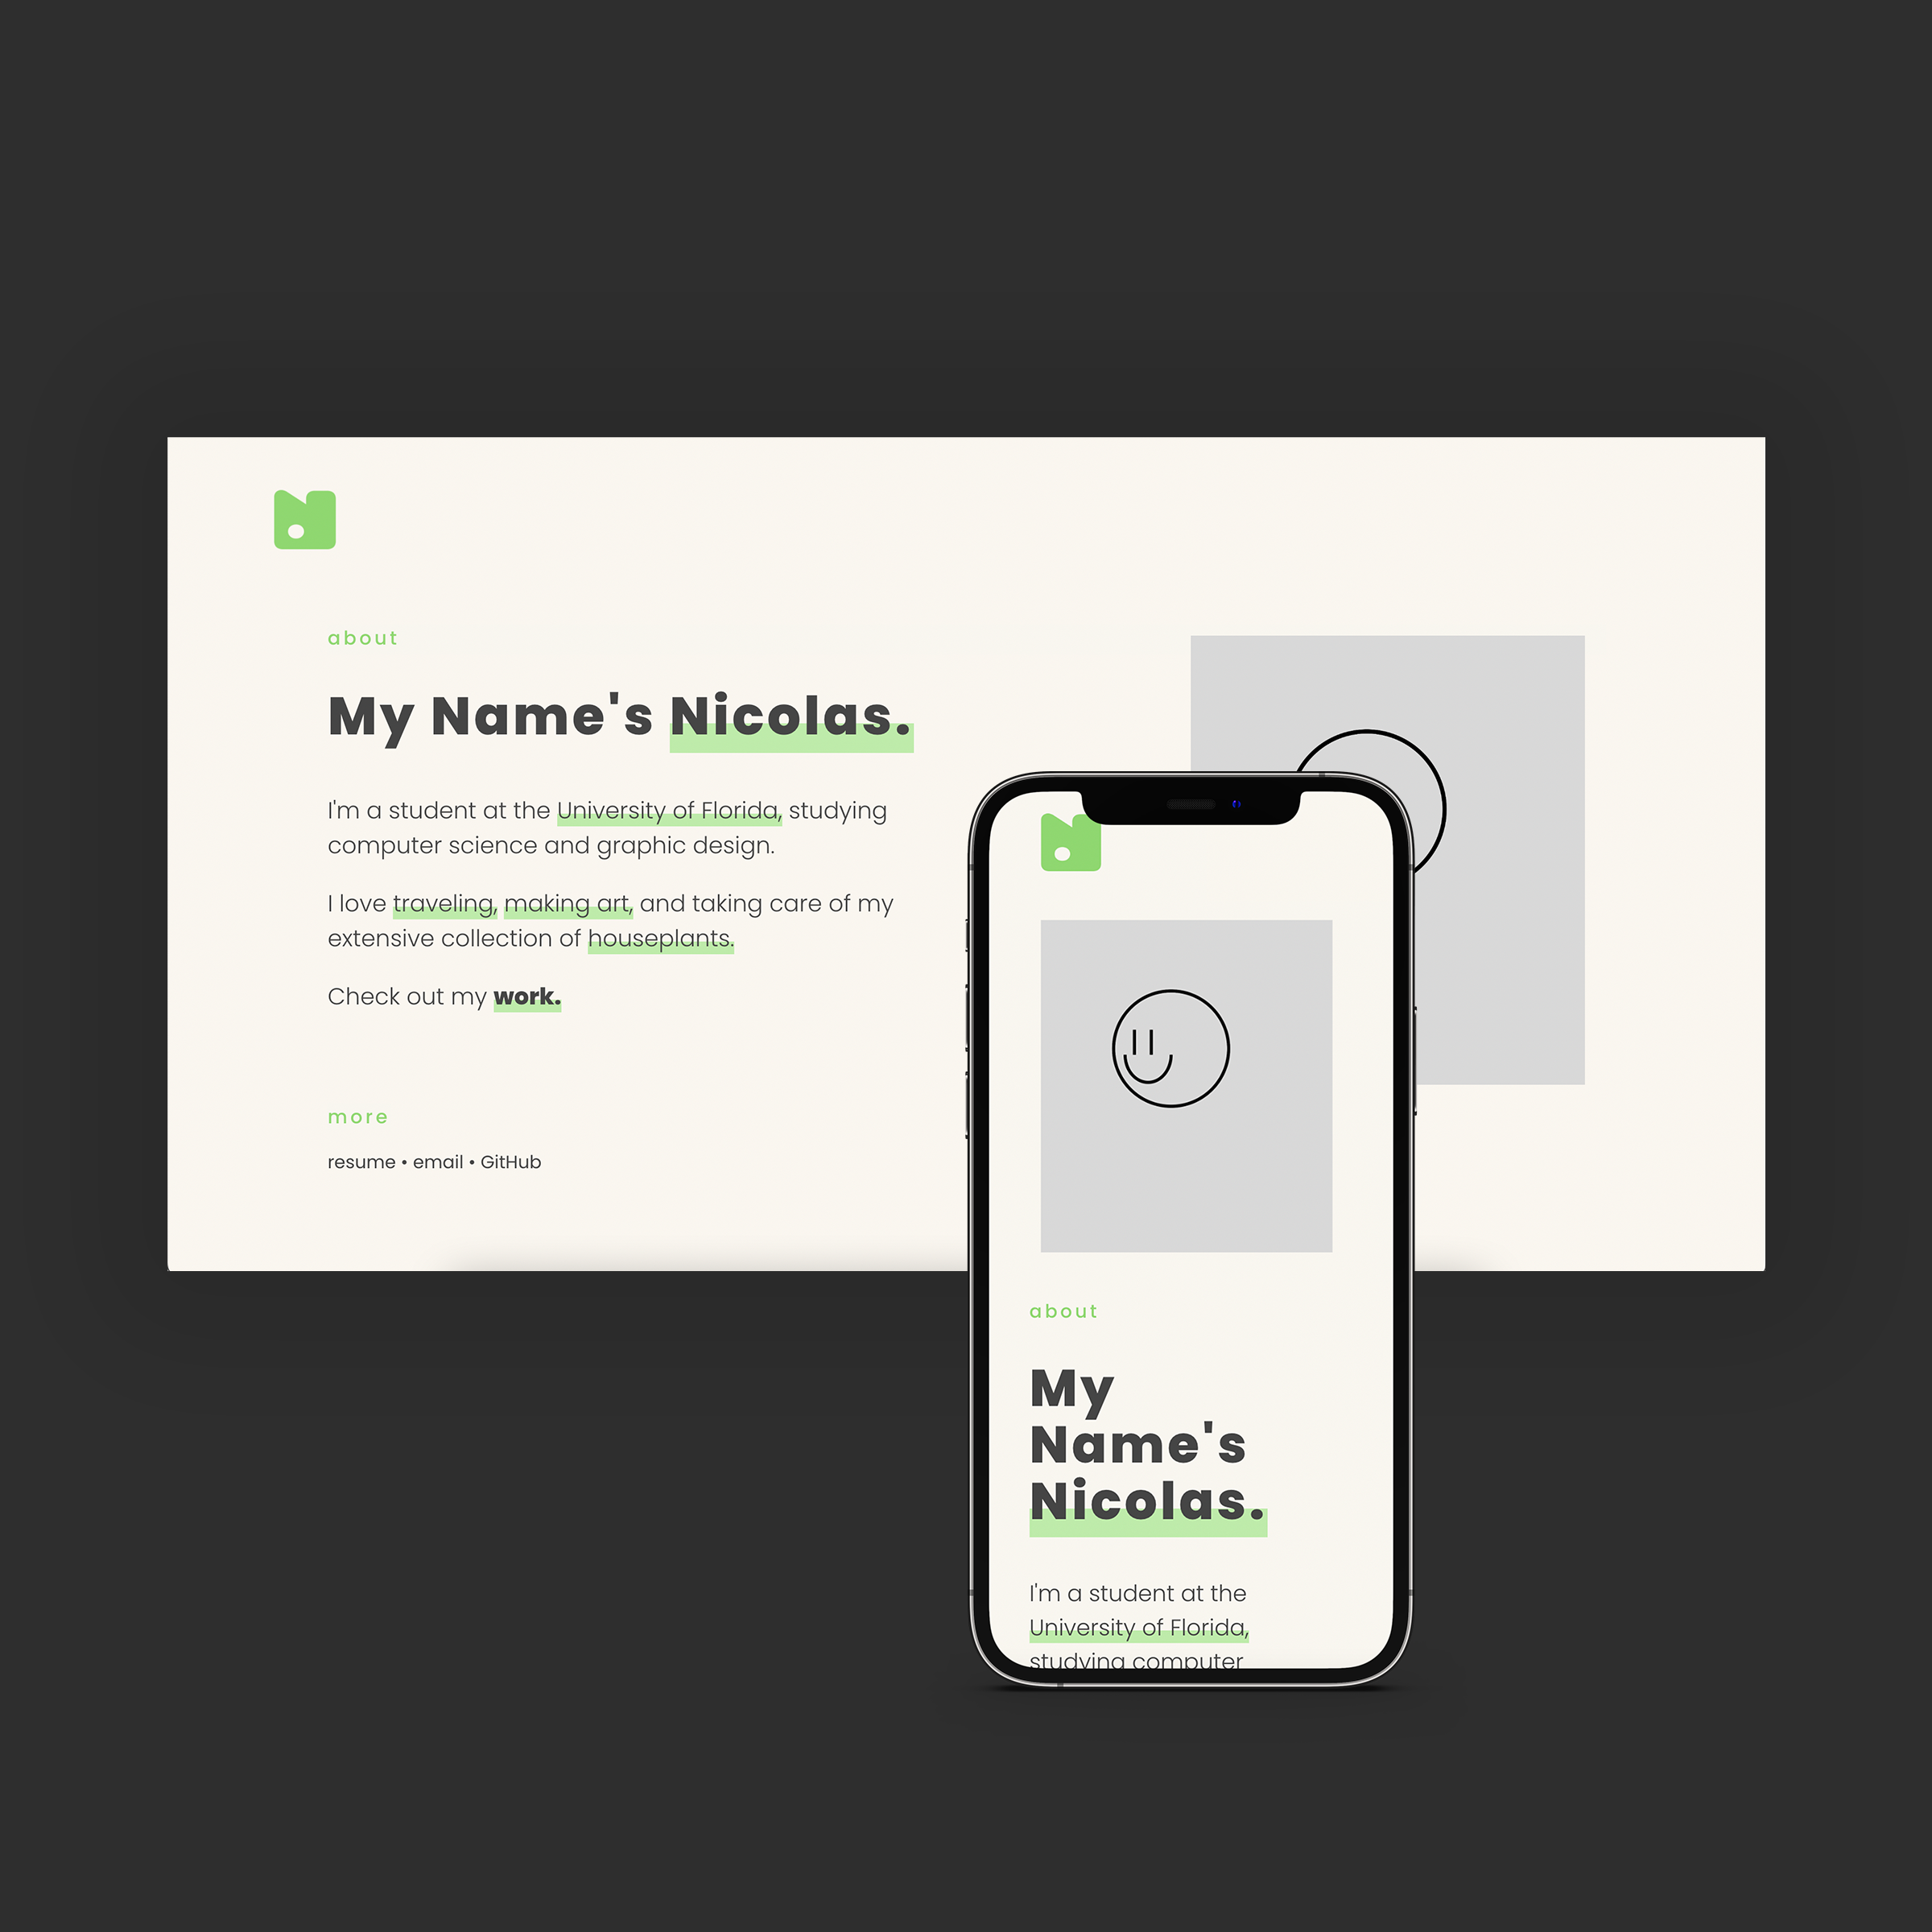 about
My Name's Nicolas.
I'm a student at the University of Florida, studying
computer science and graphic design.
I love traveling, making art, and taking care of my
extensive collection of houseplants.
Check out my work.
more
resume • email • GitHub
about
My
Name's
Nicolas.
I'm a student at the
University of Florida,
studying computer